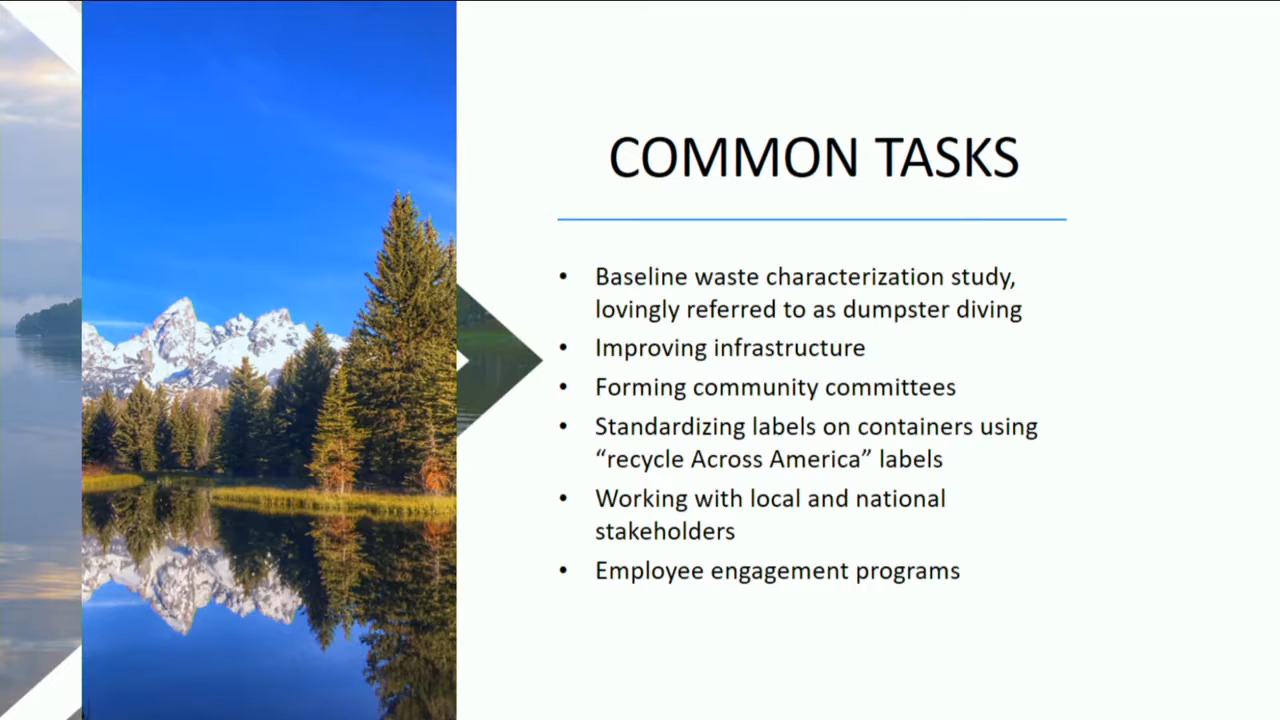 COMMON TASKS
• Baseline waste characterization study,
lovingly referred to as dumpster diving
• Improving infrastructure
• Forming community committees
• Standardizing labels on containers using
“recycle Across America” labels
• Working with local and national
stakeholders
• Employee engagement programs